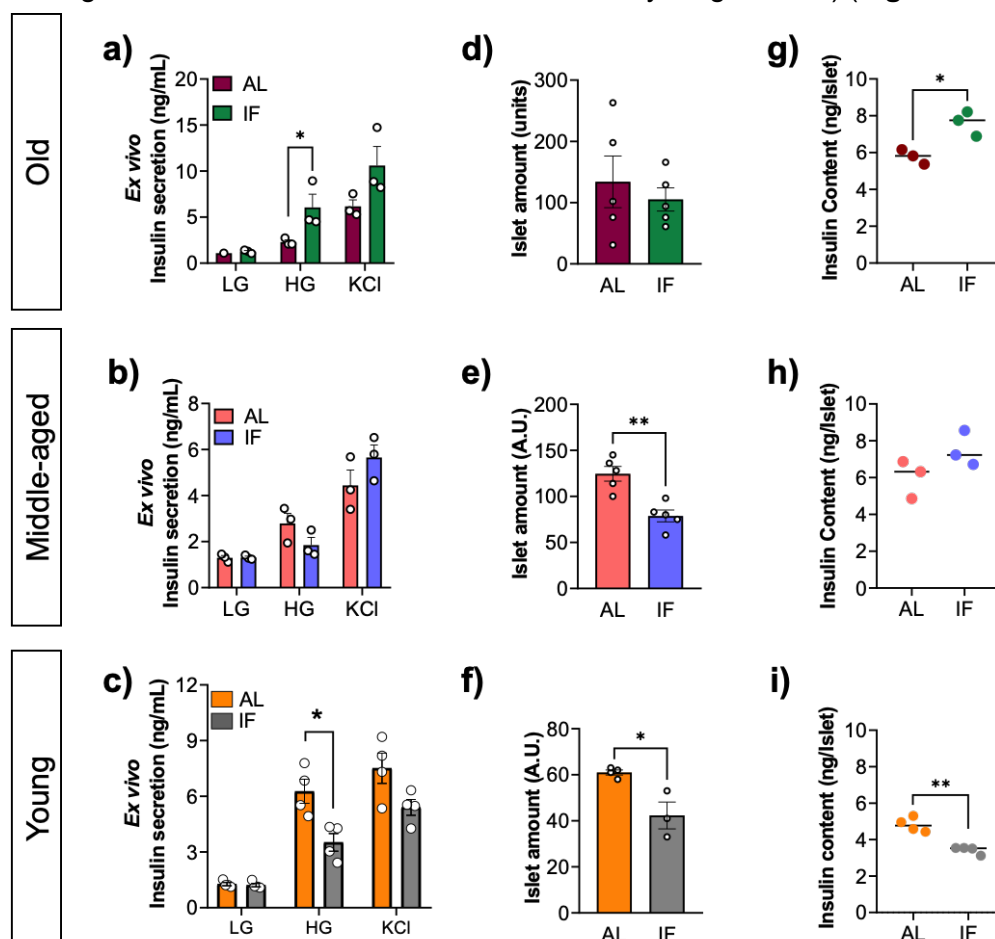 Old
a)
Ex vivo
Insulin secretion (ng/mL)
20
15
10
5
0
AL
IF
*
LG HG KCl
d)
Islet amount (units)
300
200
100
0
AL IF
g)
Insulin Content (ng/Islet)
10
8
6
4
2
0
*
AL IF
Middle-aged
b)
Ex vivo
Insulin secretion (ng/mL)
8
6
4
2
0
AL
IF
LG HG KCl
e)
Islet amount (A.U.)
200
150
100
50
0
**
AL IF
h)
Insulin Content (ng/Islet)
10
8
6
4
2
0
AL IF
Young
c)
Ex vivo
Insulin secretion (ng/mL)
12
9
6
3
0
AL
IF
*
LG HG KCl
f)
Islet amount (A.U.)
80
60
40
20
0
*
AL IF
i)
Insulin content (ng/Islet)
10
8
6
4
2
0
**
AL IF